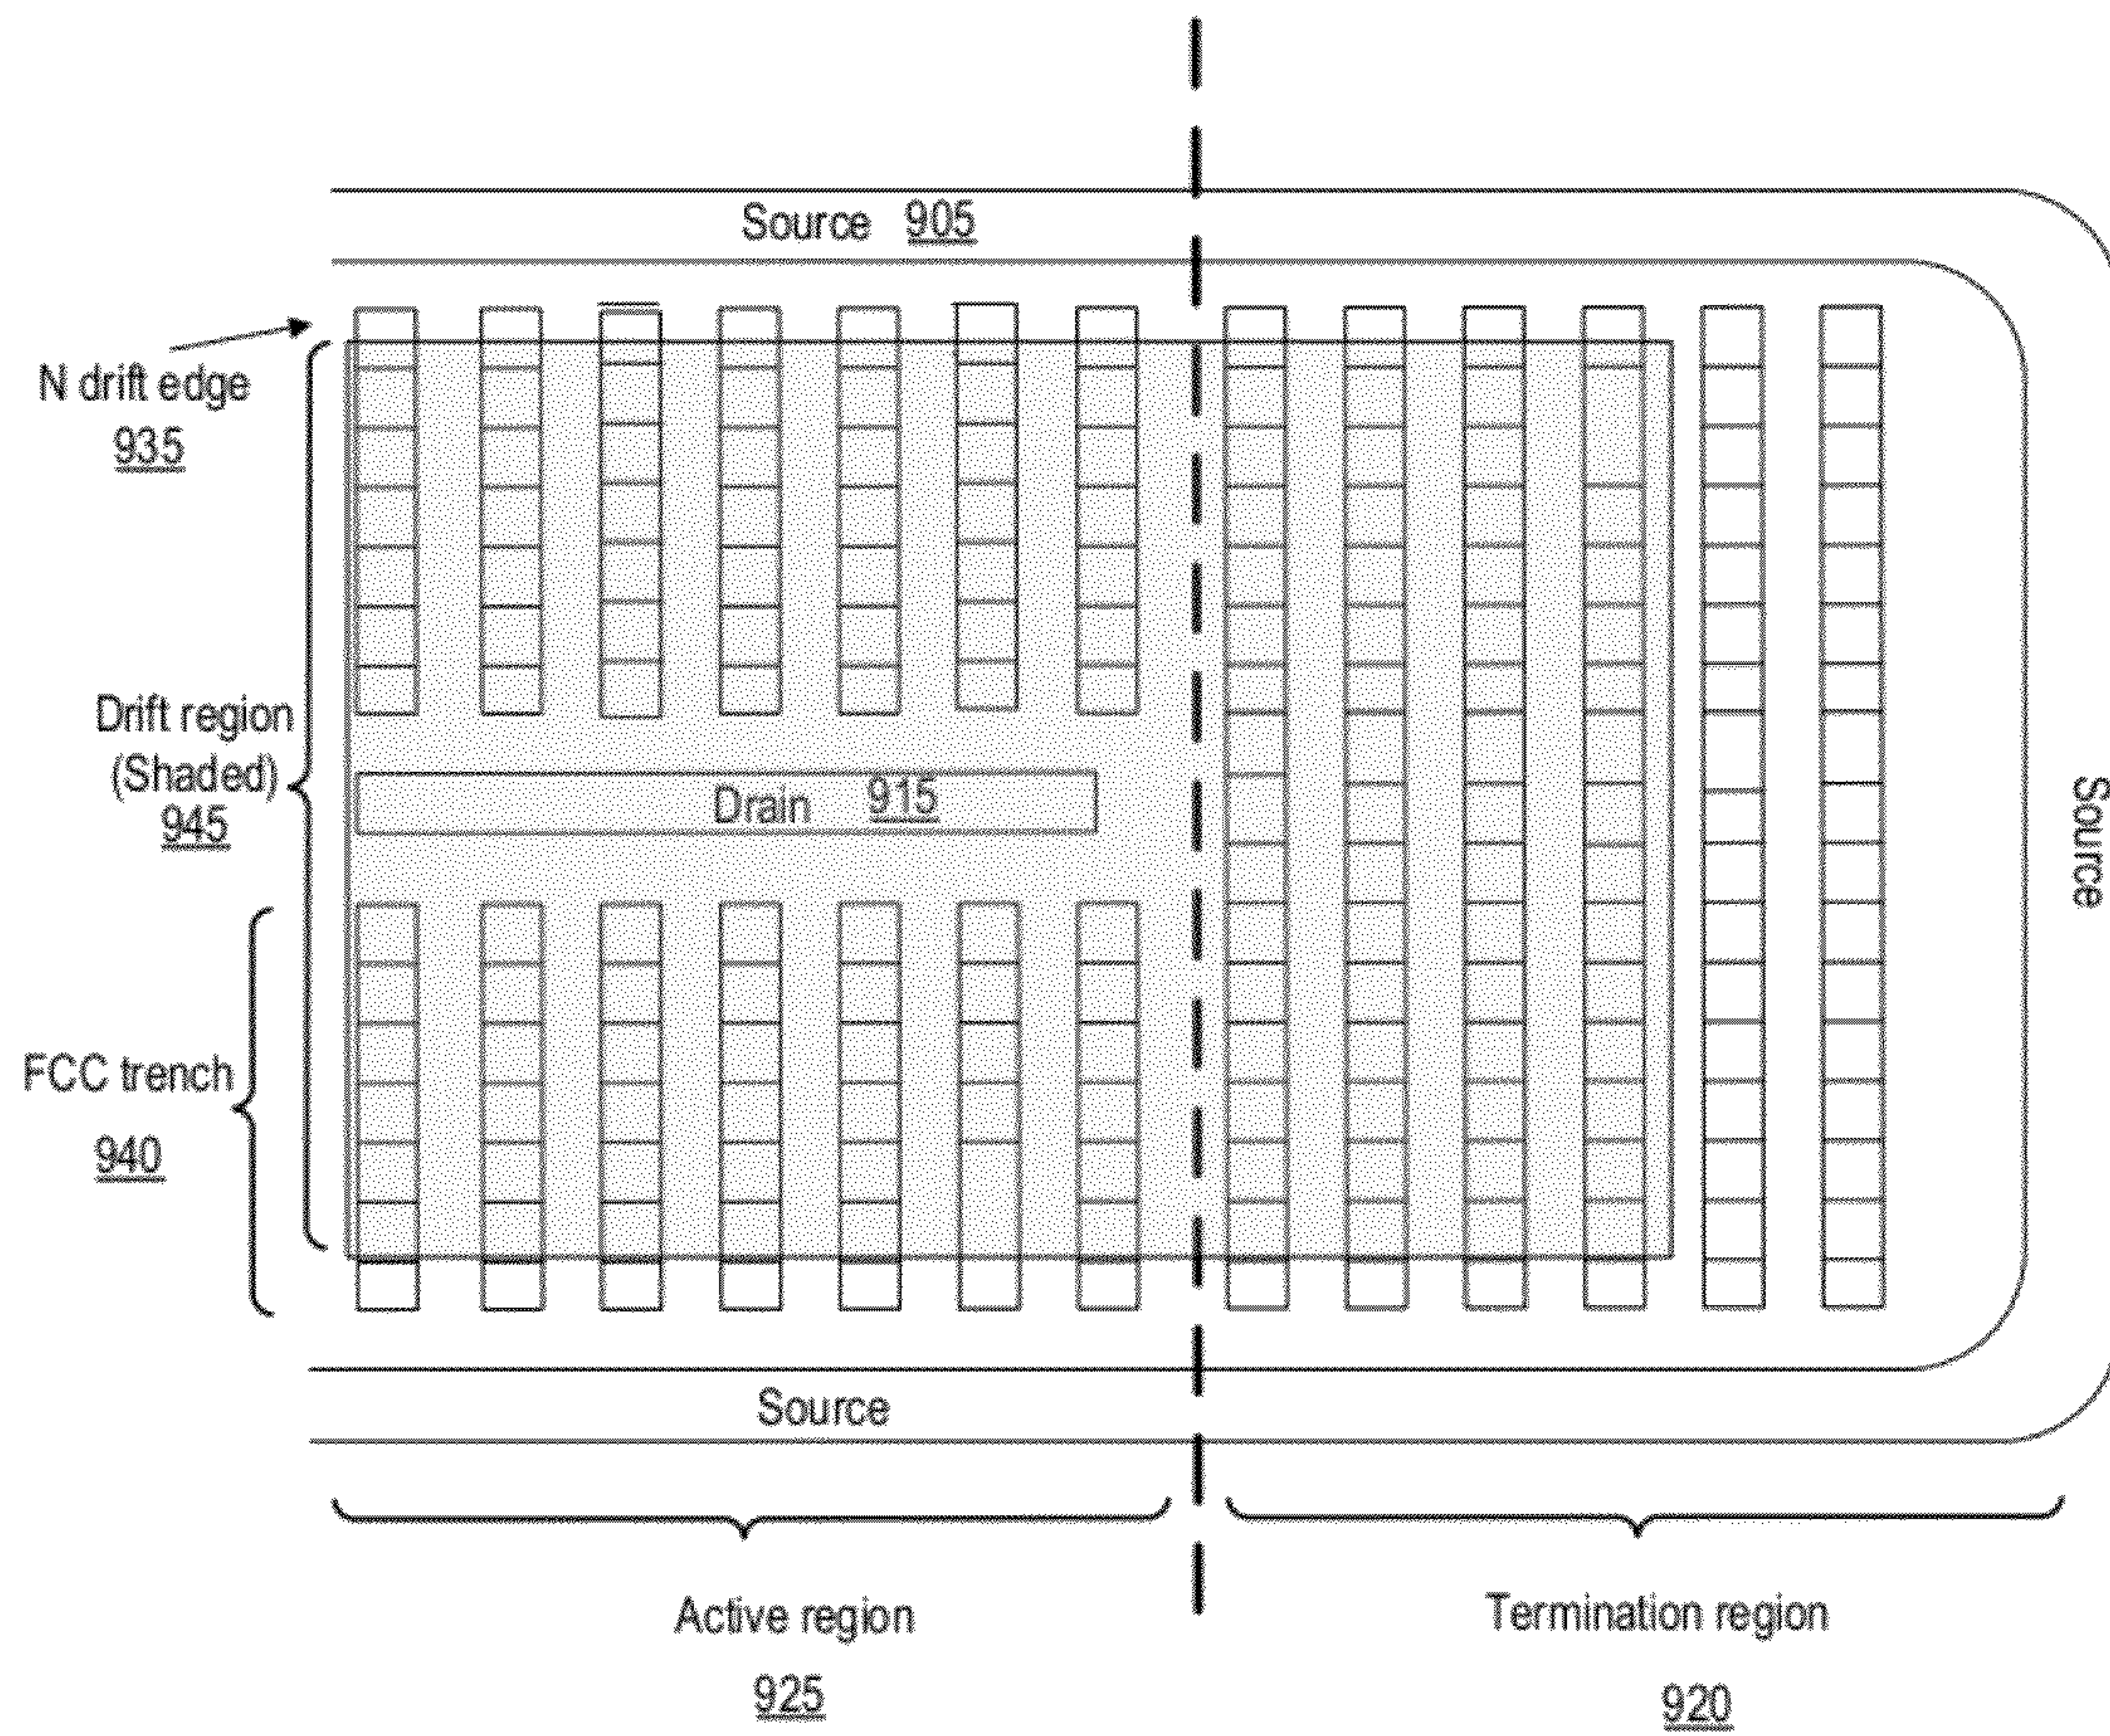 Source 905
N drift edge
935
Drift region
(Shaded)
945
Drain 915
Source
FCC trench
940
Source
Active region
925
Termination region
920